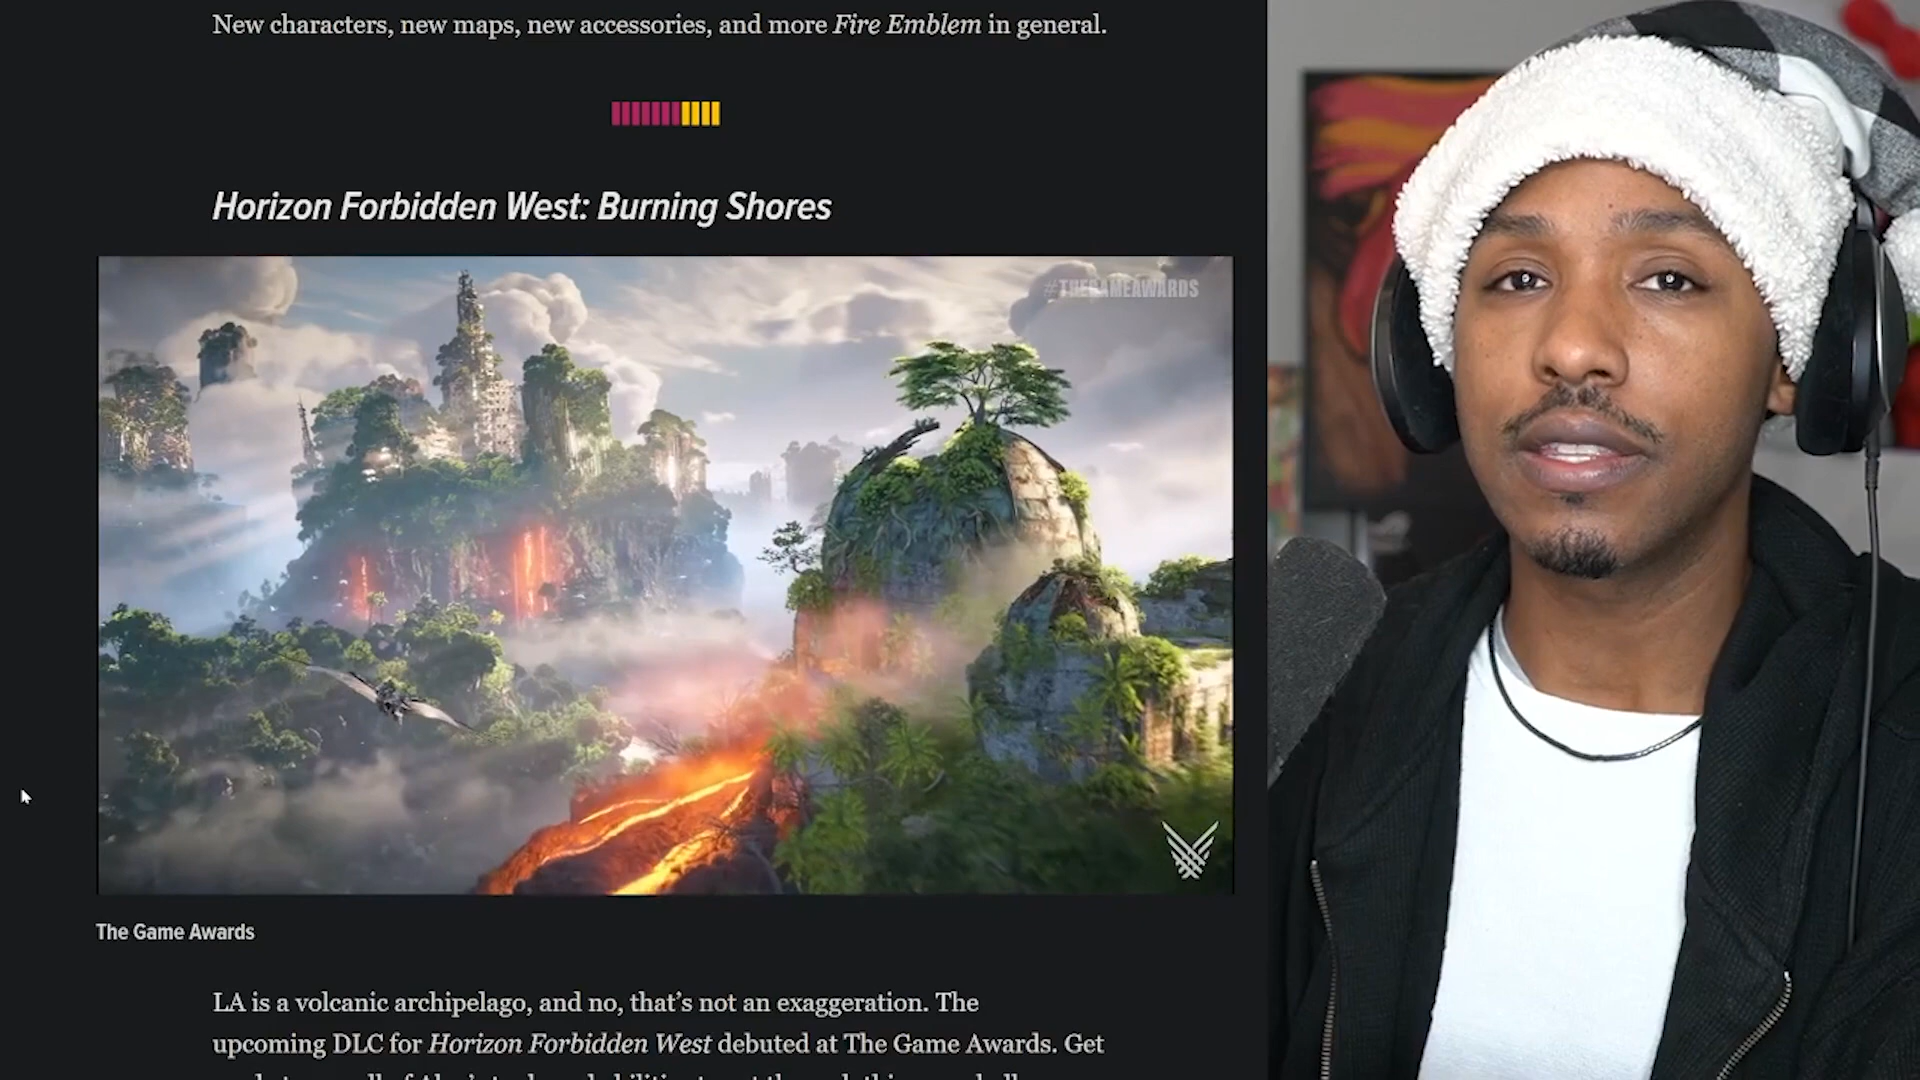 New characters, new maps, new accessories, and more Fire Emblem in general.
Horizon Forbidden West: Burning Shores
#THEGAMEAWARDS
The Game Awards
LA is a volcanic archipelago, and no, that’s not an exaggeration. The
upcoming DLC for Horizon Forbidden West debuted at The Game Awards. Get